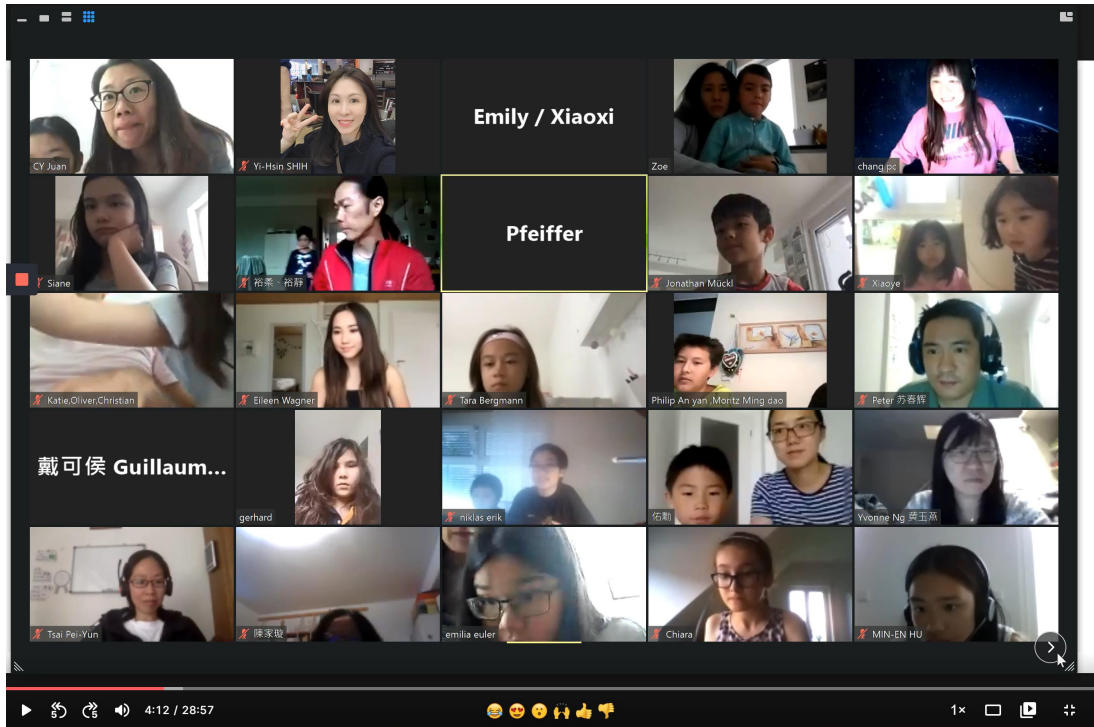 CY Juan
Yi-Hsin SHIH
Emily / Xiaoxi
Zoe
chang pc
Siane
裕柔、裕靜
Pfeiffer
Jonathan Mückl
Xiaoye
Katie,Oliver,Christian
Eileen Wagner
Tara Bergmann
Philip An yan ,Moritz Ming dao
Peter 苏春辉
戴可侯 Guillaum...
gerhard
niklas erik
佑勳
Yvonne Ng 黄玉燕
Tsai Pei-Yun
陳家璇
emilia euler
Chiara
MIN-EN HU
5
5
4:12 / 28:57
1×